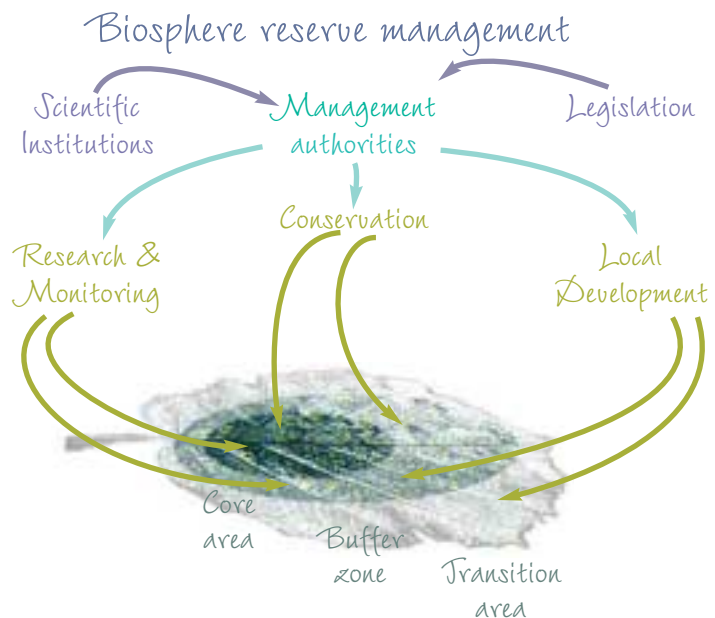 Biosphere reserve management
Scientific
Institutions
Management
authorities
Legislation
Conservation
Research &
Monitoring
Local
Development
Core
area
Buffer
zone
Transition
area